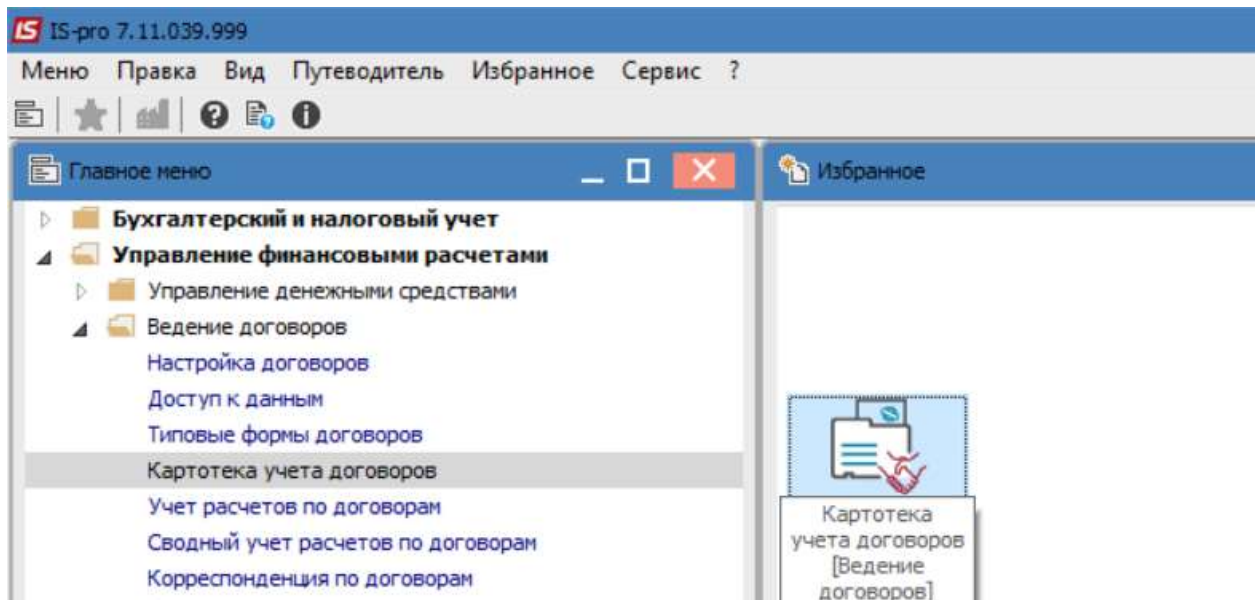 IS IS-pro 7.11.039.999
Меню Правка Вид Путеводитель Избранное Сервис ?
Главное меню
Бухгалтерский и налоговый учет
Управление финансовыми расчетами
Управление денежными средствами
Ведение договоров
Настройка договоров
Доступ к данным
Типовые формы договоров
Картотека учета договоров
Учет расчетов по договорам
Сводный учет расчетов по договорам
Корреспонденция по договорам
Избранное
Картотека
учета договоров
[Ведение
договоров]